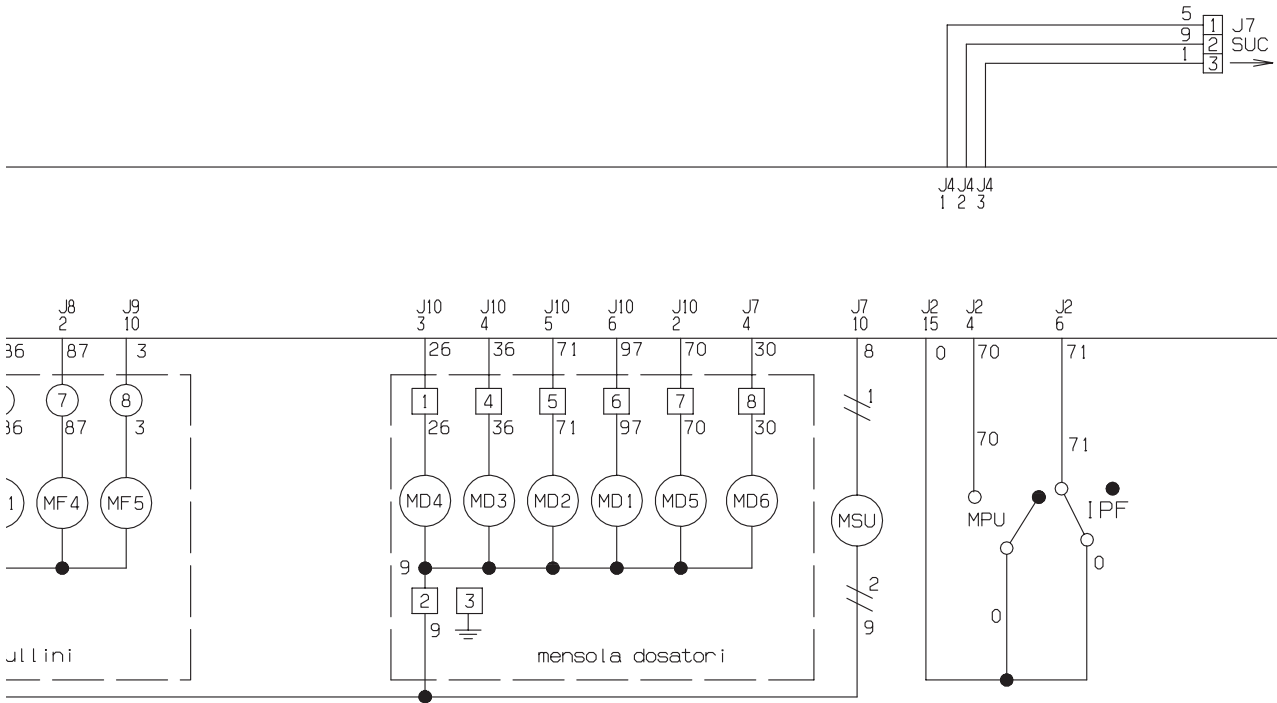 5 1 J7
9 2 SUC
1 3
J4 J4 J4
1 2 3
J8 J9 J10 J10 J10 J10 J10 J7 J7 J2 J2 J2
2 10 3 4 5 6 2 4 10 15 4 6
87 3 26 36 71 97 70 30 8 0 70 71
7 8 1 4 5 6 7 8 1
87 3 26 36 71 97 70 30 70 71
MF4 MF5 MD4 MD3 MD2 MD1 MD5 MD6 MSU MPU IPF
9 0
2 3 2
9 9 0
mensola dosatori